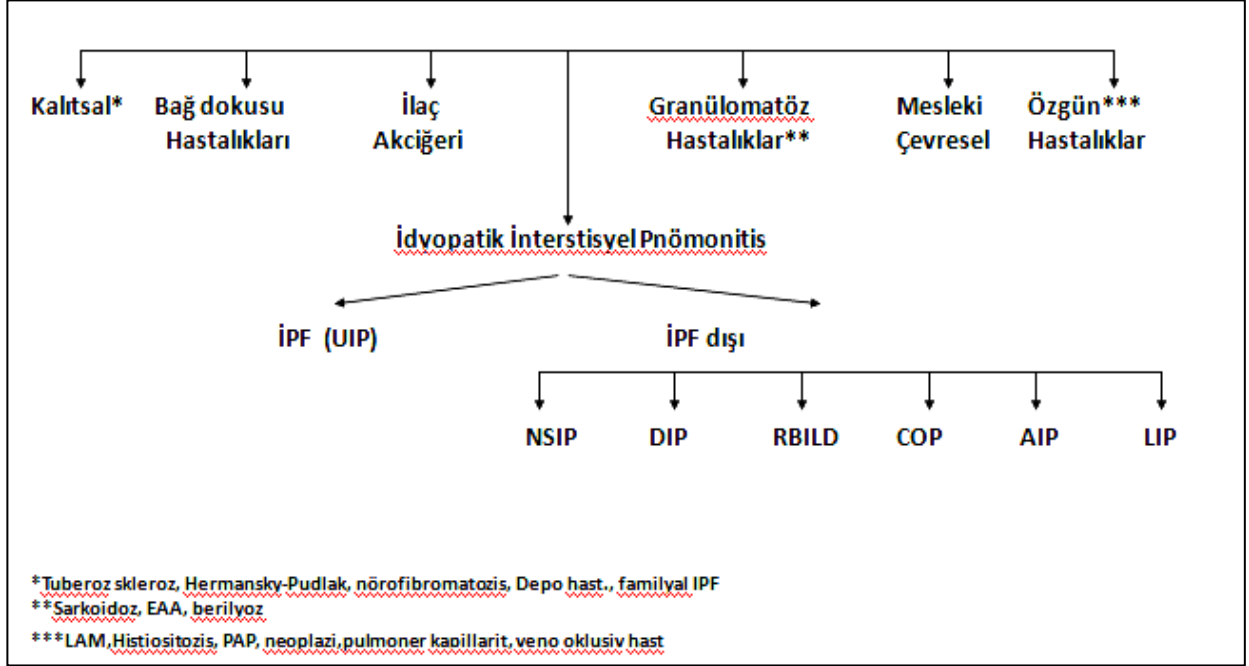 Kalıtsal*
Bağ dokusu
Hastalıkları
İlaç
Akciğeri
Granülomatöz
Hastalıklar**
Mesleki
Çevresel
Özgün***
Hastalıklar
İdyopatik İnterstisyel Pnömonitis
İPF (UIP)
İPF dışı
NSIP
DIP
RBILD
COP
AIP
LIP
*Tuberoz skleroz, Hermansky-Pudlak, nörofibromatozis, Depo hast., familyal IPF
**Sarkoidoz, EAA, berilyoz
***LAM,Histiositozis, PAP, neoplazi,pulmoner kapillarit, veno oklusiv hast